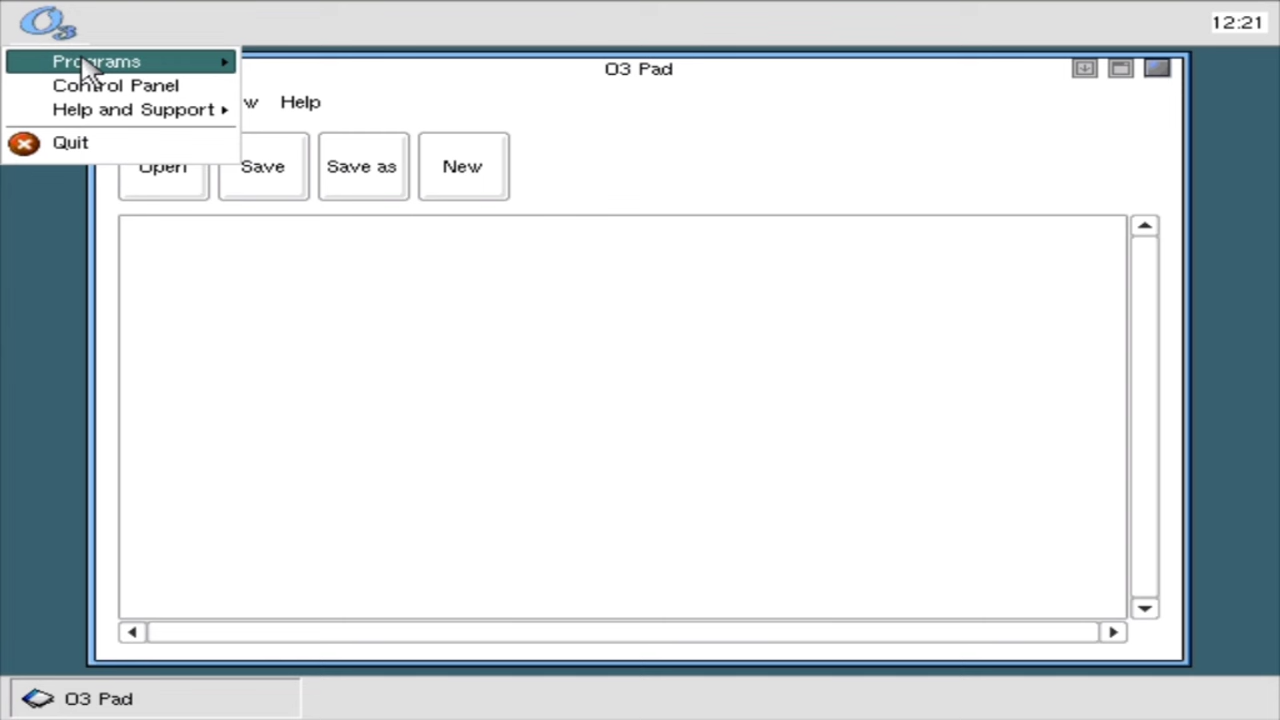 O3
12:21
Programs
Control Panel
Help and Support
Quit
O3 Pad
w Help
Open Save Save as New
O3 Pad